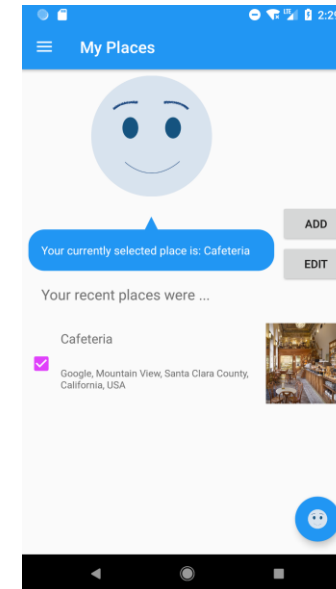 2:29
My Places
ADD
Your currently selected place is: Cafeteria
EDIT
Your recent places were ...
Cafeteria
Google, Mountain View, Santa Clara County,
California, USA